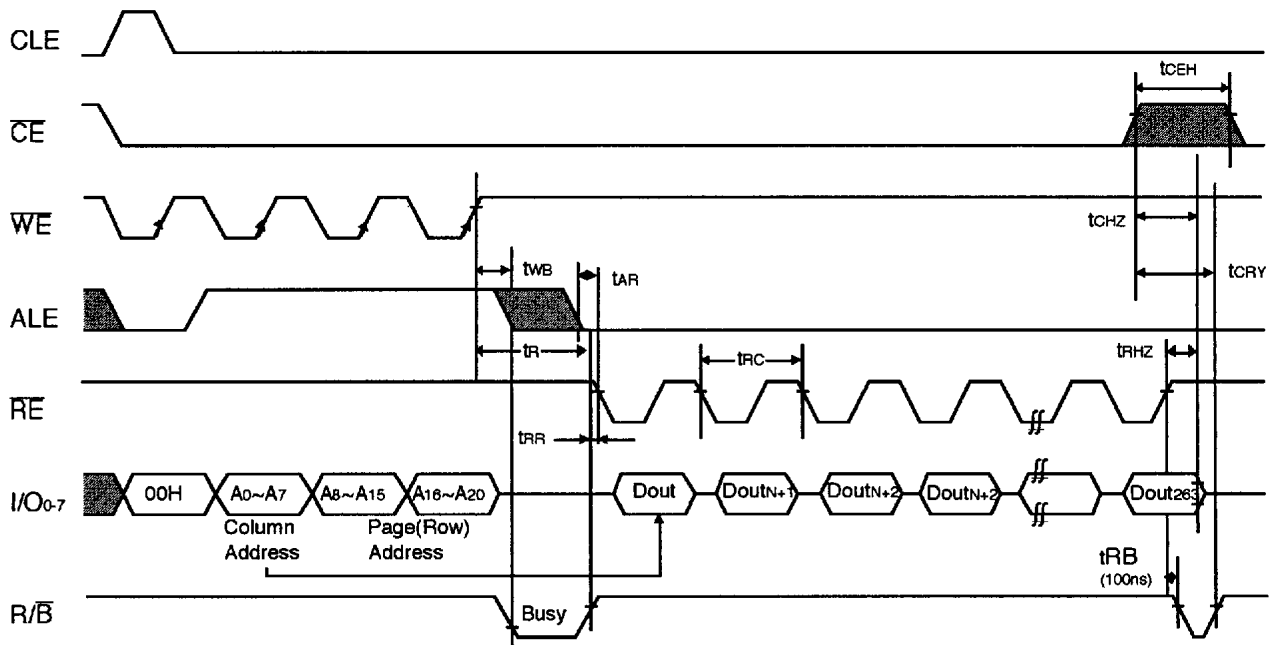 CLE
tCEH
CE
WE
tCHZ
tWB
tAR
tCRY
ALE
tR
tRC
tRHZ
RE
tRR
I/O0-7
00H
A0~A7
A8~A15
A16~A20
Dout
DoutN+1
DoutN+2
DoutN+2
Dout263
Column
Address
Page(Row)
Address
tRB
(100ns)
R/B
Busy